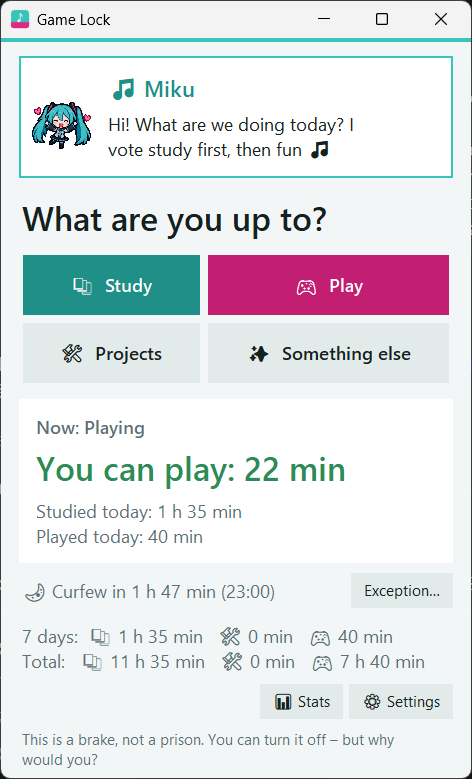 Game Lock
Miku
Hi! What are we doing today? I
vote study first, then fun
What are you up to?
Study
Play
Projects
Something else
Now: Playing
You can play: 22 min
Studied today: 1 h 35 min
Played today: 40 min
Curfew in 1 h 47 min (23:00)
Exception...
7 days: 1 h 35 min 0 min 40 min
Total: 11 h 35 min 0 min 7 h 40 min
Stats
Settings
This is a brake, not a prison. You can turn it off – but why
would you?